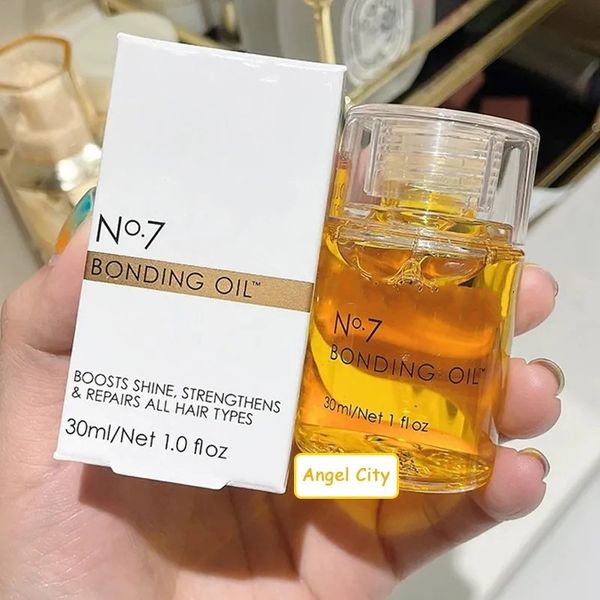 No.7
BONDING OIL™
BOOSTS SHINE, STRENGTHENS
& REPAIRS ALL HAIR TYPES
30ml/Net 1.0 fl oz
No.7
BONDING OIL™
30ml/Net 1 fl oz
Angel City